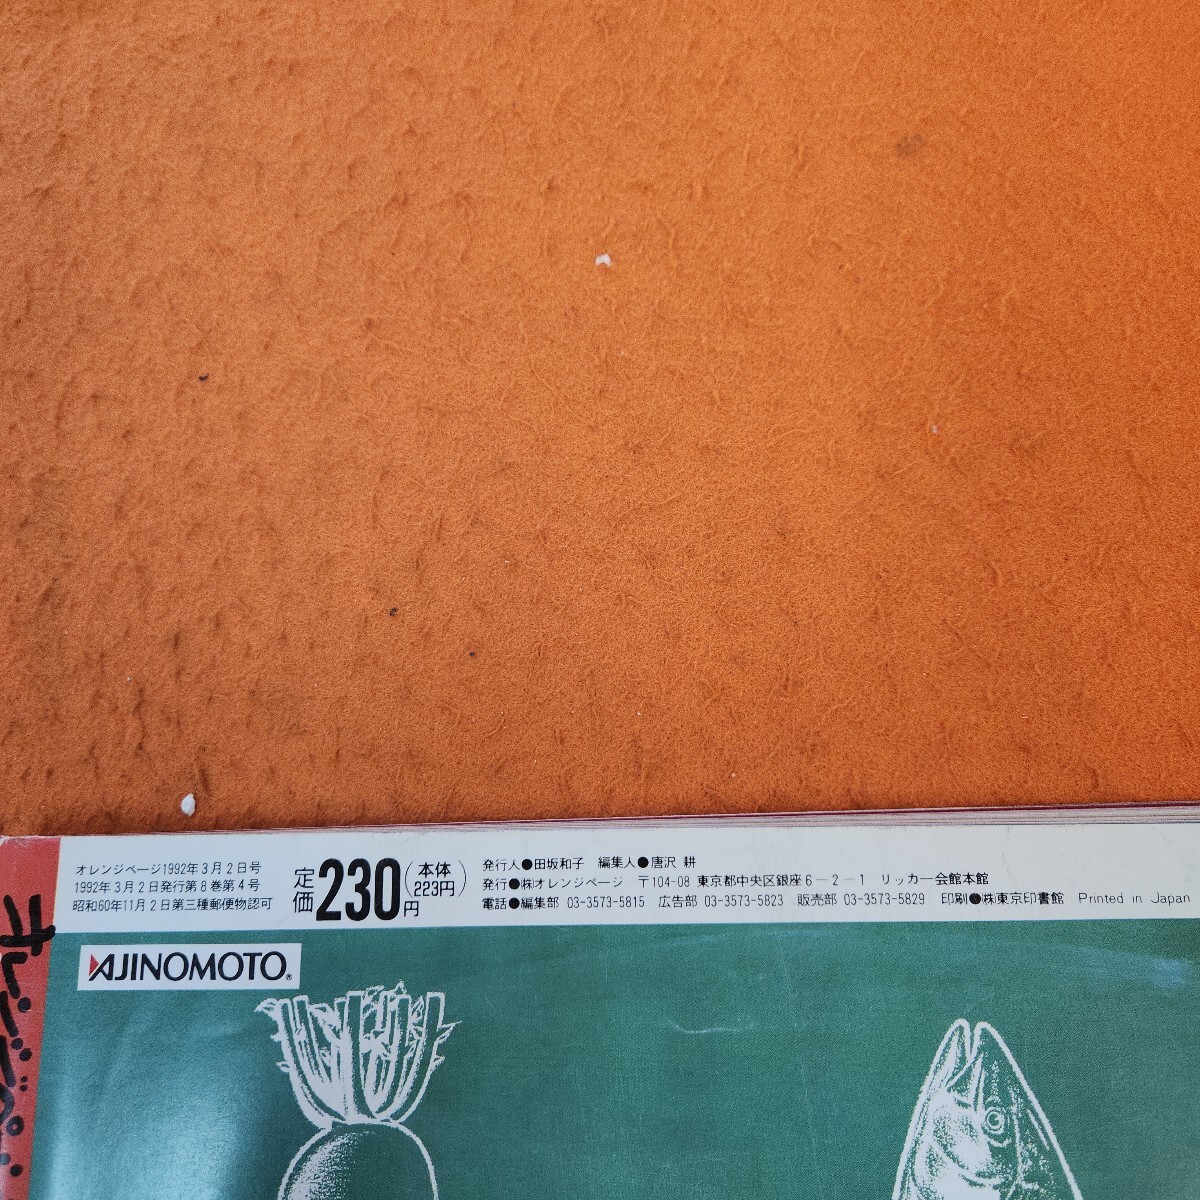 オレンジページ1992年3月2日号
1992年3月2日発行第8巻第4号
昭和60年11月2日第三種郵便物認可
定価230円(本体223円)
発行人●田坂和子 編集人●唐沢 耕
発行●㈱オレンジページ 〒104-08 東京都中央区銀座6－2－1 リッカー会館本館
電話●編集部 03-3573-5815 広告部 03-3573-5823 販売部 03-3573-5829 印刷●㈱東京印書館 Printed in Japan
AJINOMOTO®
オレンジペ